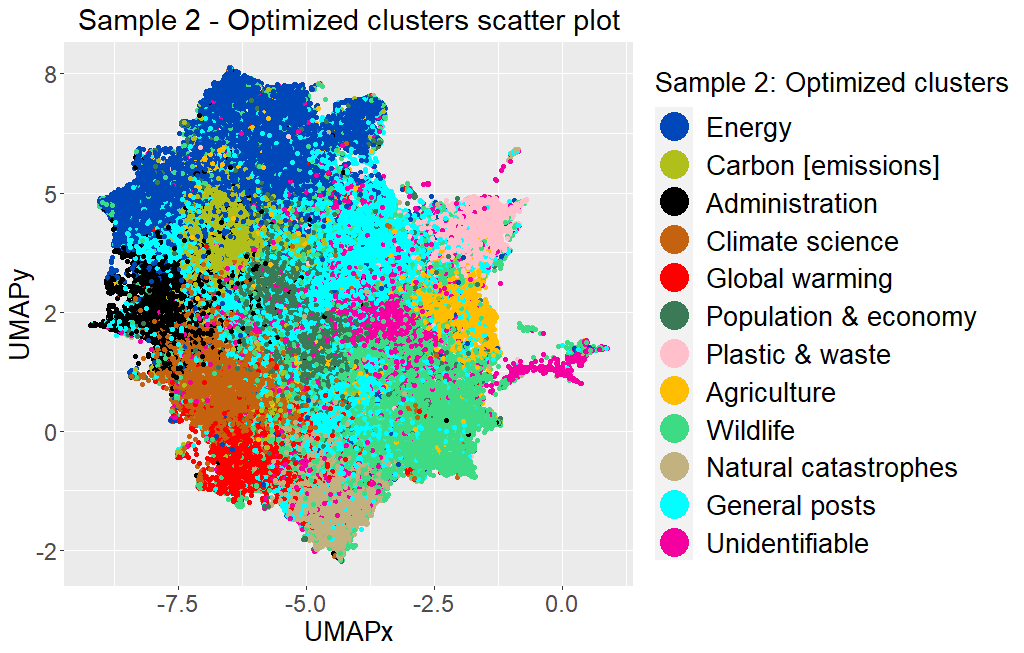 Sample 2 - Optimized clusters scatter plot
8
5
2
0
-2
UMAPy
-7.5
-5.0
-2.5
0.0
UMAPx
Sample 2: Optimized clusters
Energy
Carbon [emissions]
Administration
Climate science
Global warming
Population & economy
Plastic & waste
Agriculture
Wildlife
Natural catastrophes
General posts
Unidentifiable